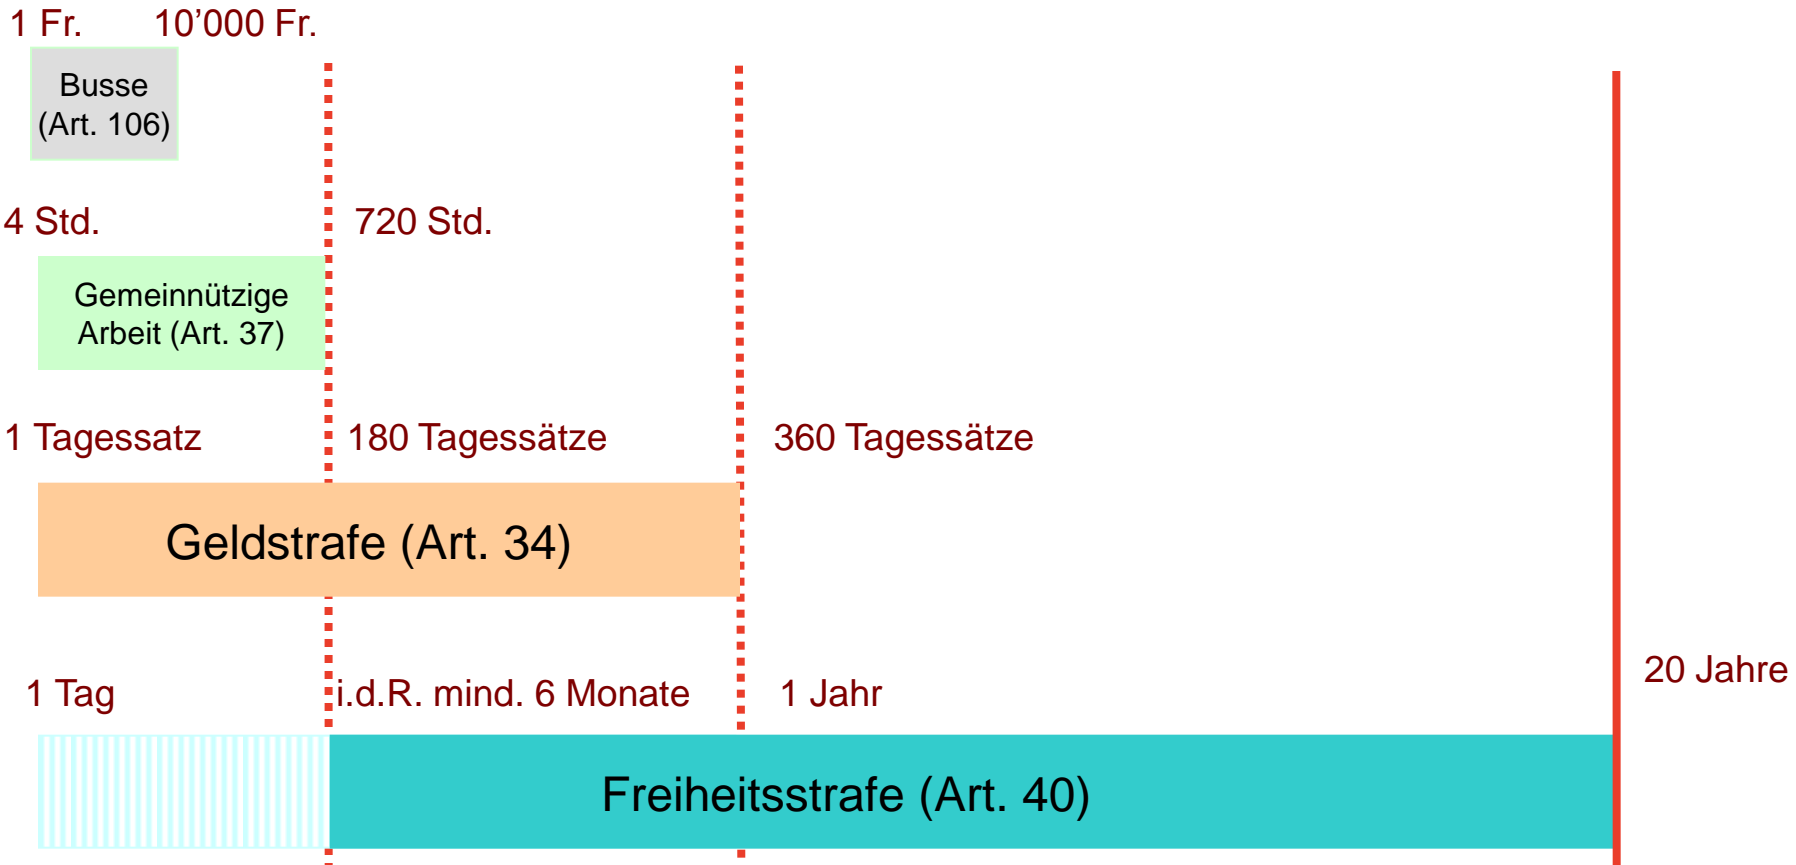 1 Fr. 10’000 Fr.
Busse
(Art. 106)
4 Std. 720 Std.
Gemeinnützige
Arbeit (Art. 37)
1 Tagessatz 180 Tagessätze 360 Tagessätze
Geldstrafe (Art. 34)
20 Jahre
1 Tag i.d.R. mind. 6 Monate 1 Jahr
Freiheitsstrafe (Art. 40)